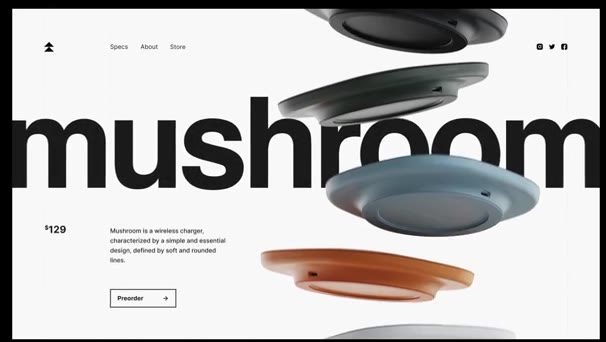 Specs About Store
mushroom
$129
Mushroom is a wireless charger,
characterized by a simple and essential
design, defined by soft and rounded
lines.
Preorder →